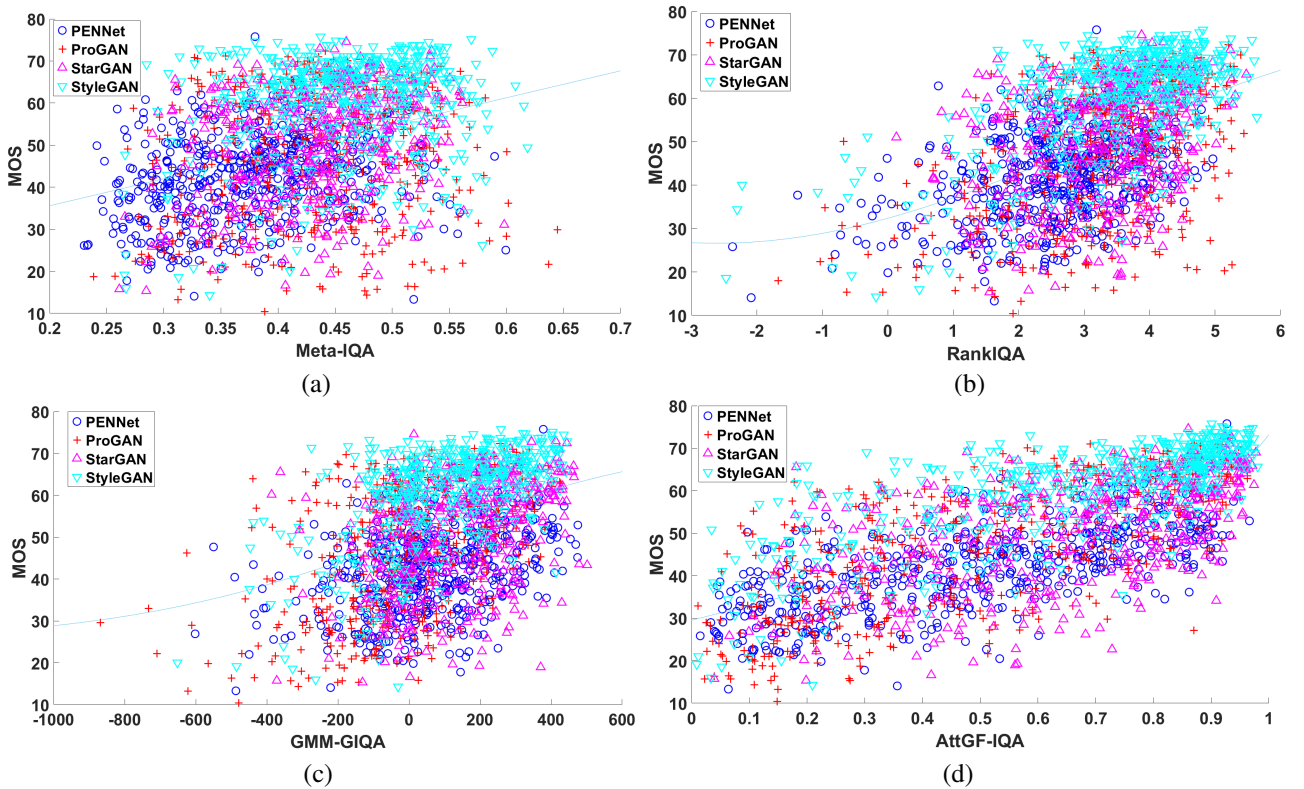 80
70
60
50
40
30
20
10
MOS
PENNet
ProGAN
StarGAN
StyleGAN
0.2 0.25 0.3 0.35 0.4 0.45 0.5 0.55 0.6 0.65 0.7
Meta-IQA
(a)
80
70
60
50
40
30
20
10
MOS
PENNet
ProGAN
StarGAN
StyleGAN
-3 -2 -1 0 1 2 3 4 5 6
RankIQA
(b)
80
70
60
50
40
30
20
10
MOS
PENNet
ProGAN
StarGAN
StyleGAN
-1000 -800 -600 -400 -200 0 200 400 600
GMM-GIQA
(c)
80
70
60
50
40
30
20
10
MOS
PENNet
ProGAN
StarGAN
StyleGAN
0 0.1 0.2 0.3 0.4 0.5 0.6 0.7 0.8 0.9 1
AttGF-IQA
(d)